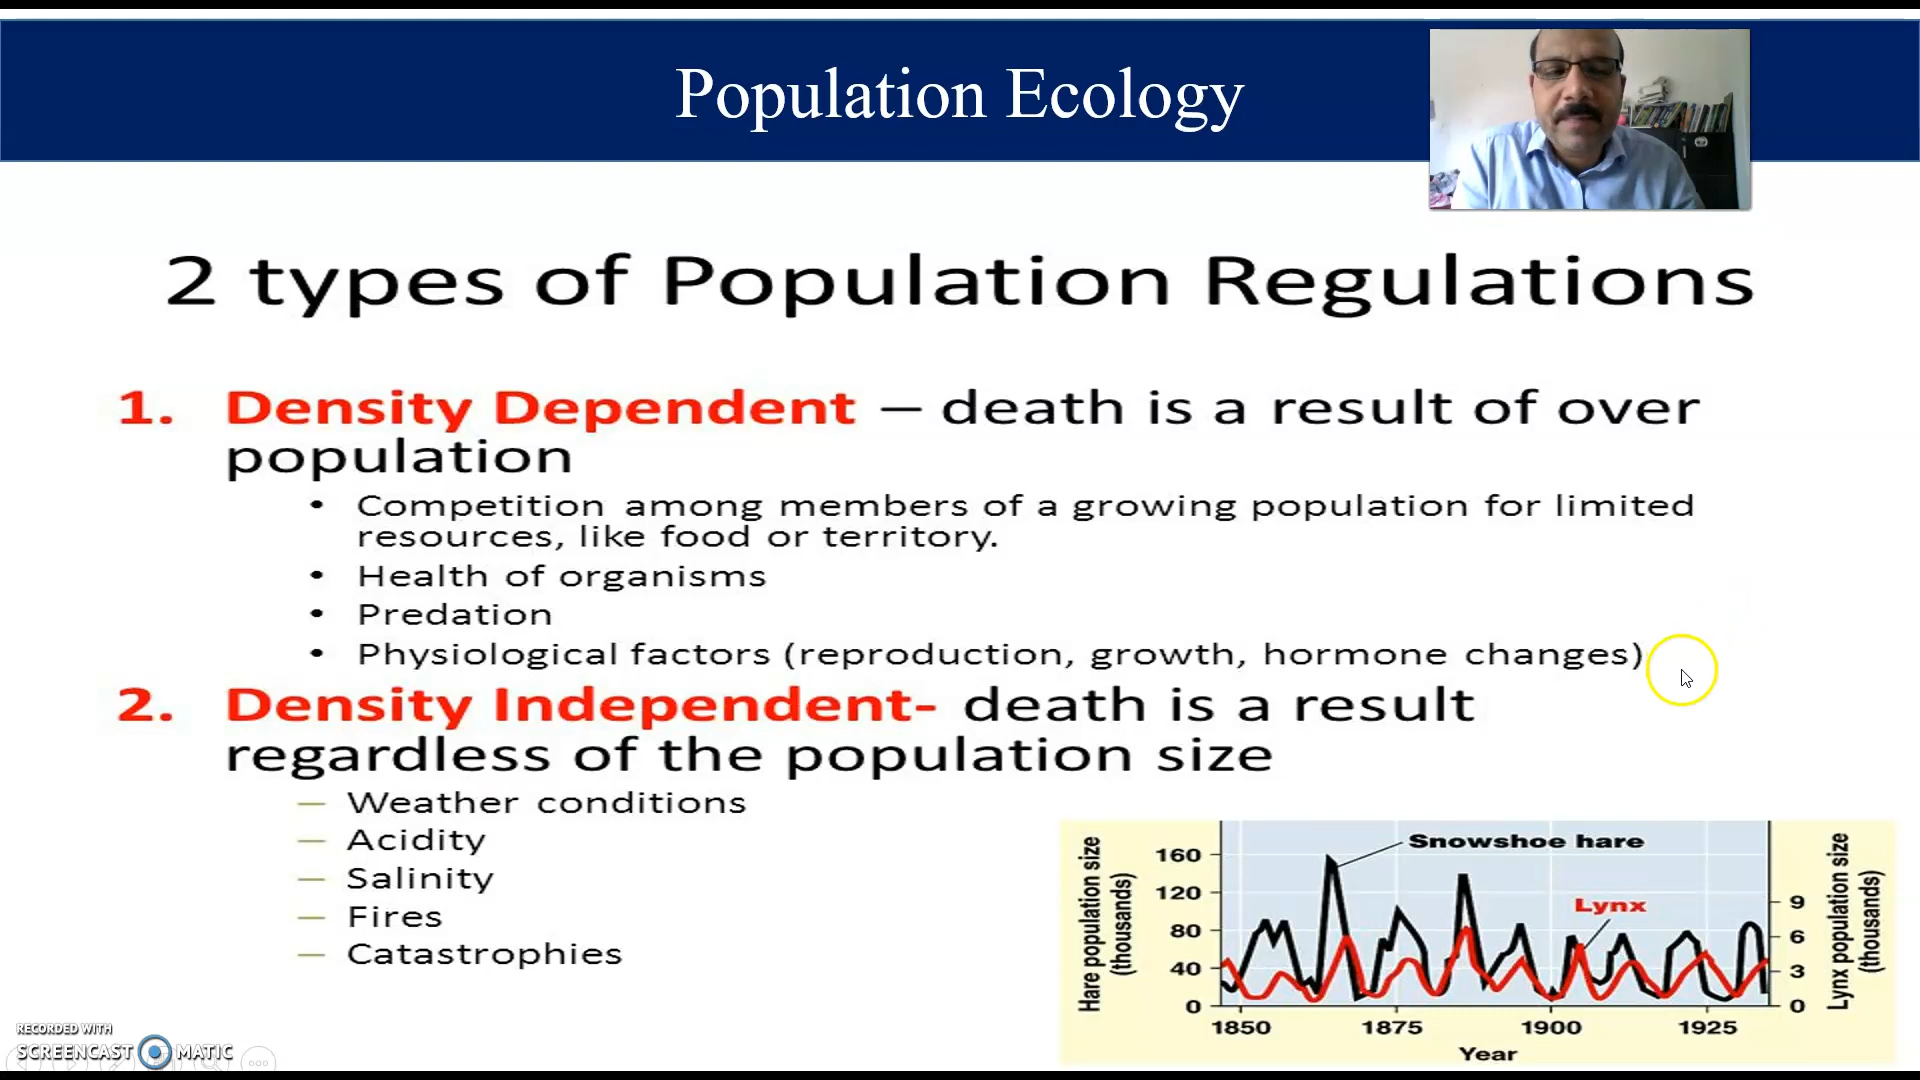 Population Ecology
2 types of Population Regulations
1. Density Dependent – death is a result of over
population
• Competition among members of a growing population for limited
resources, like food or territory.
• Health of organisms
• Predation
• Physiological factors (reproduction, growth, hormone changes)
2. Density Independent- death is a result
regardless of the population size
– Weather conditions
– Acidity
– Salinity
– Fires
– Catastrophies
Hare population size
(thousands)
160
120
80
40
0
Snowshoe hare
Lynx
9
6
3
0
Lynx population size
(thousands)
1850 1875 1900 1925
Year
RECORDED WITH
SCREENCAST MATIC